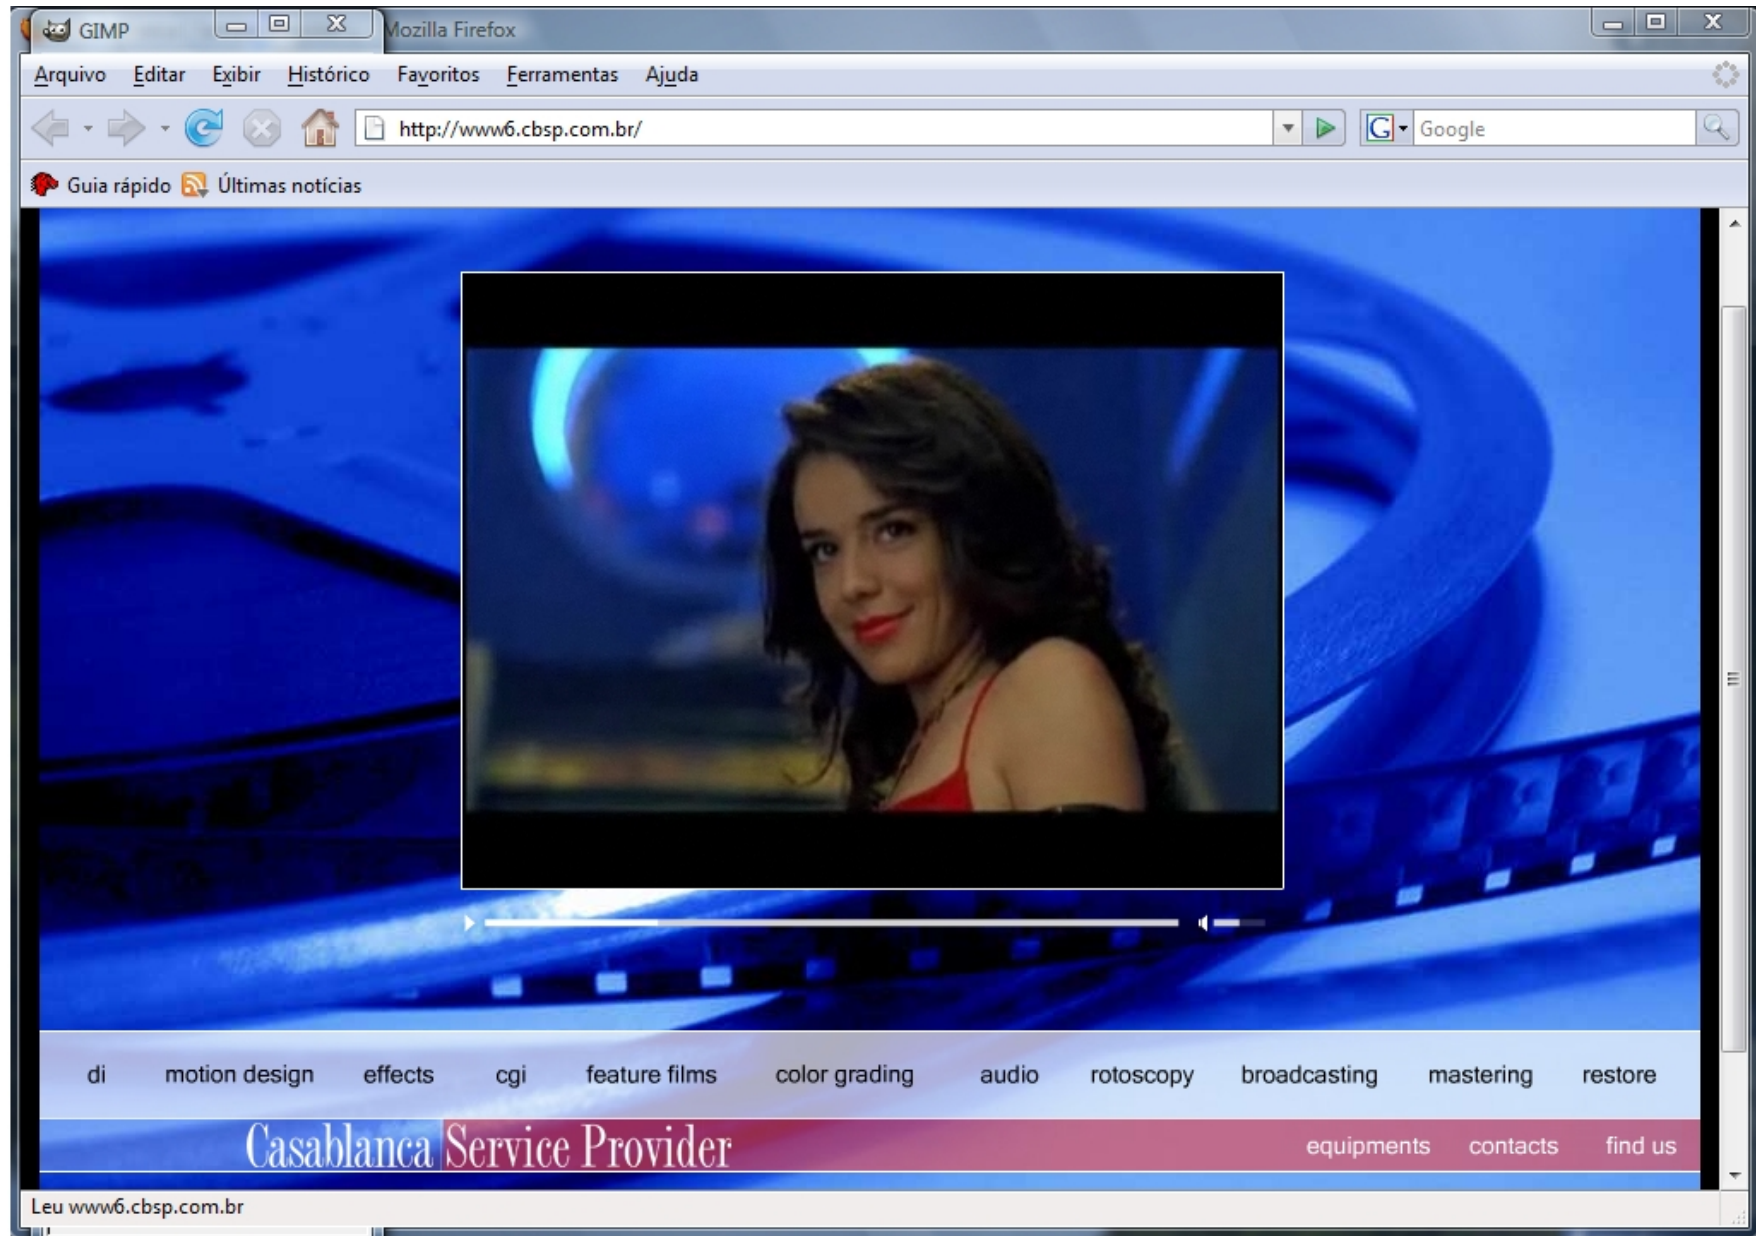 GIMP
Mozilla Firefox
Arquivo Editar Exibir Histórico Favoritos Ferramentas Ajuda
http://www6.cbsp.com.br/ G Google
Guia rápido Últimas notícias
di motion design effects cgi feature films color grading audio rotoscopy broadcasting mastering restore
Casablanca Service Provider equipments contacts find us
Leu www6.cbsp.com.br